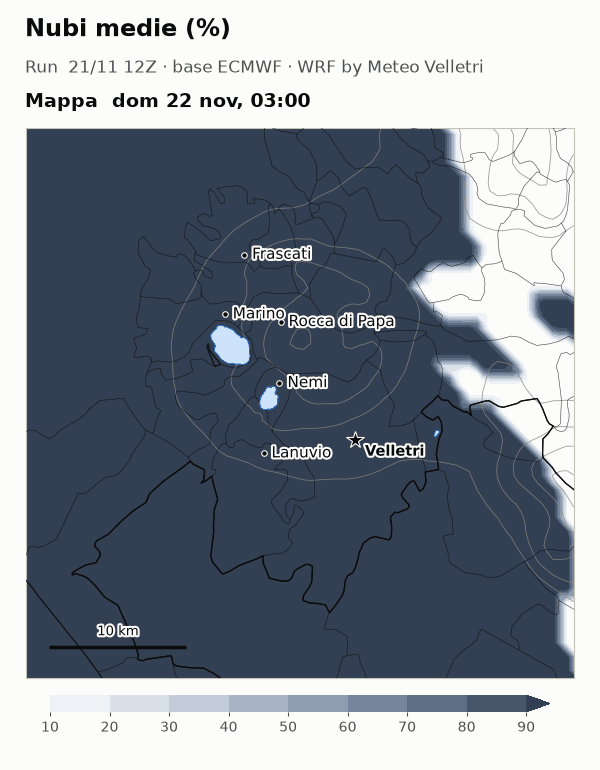 Nubi medie (%)
Run  21/11 12Z · base ECMWF · WRF by Meteo Velletri
Mappa  dom 22 nov, 03:00
Frascati
Marino
Rocca di Papa
Nemi
Velletri
Lanuvio
10 km
10 20 30 40 50 60 70 80 90